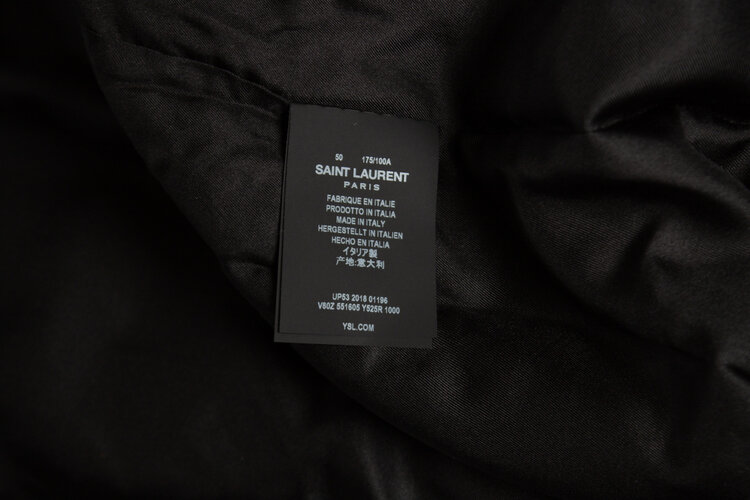 50 175/100A
SAINT LAURENT
PARIS
FABRIQUE EN ITALIE
PRODOTTO IN ITALIA
MADE IN ITALY
HERGESTELLT IN ITALIEN
HECHO EN ITALIA
イタリア製
产地:意大利
UP53 2018 01196
V80Z 551605 Y525R 1000
YSL.COM